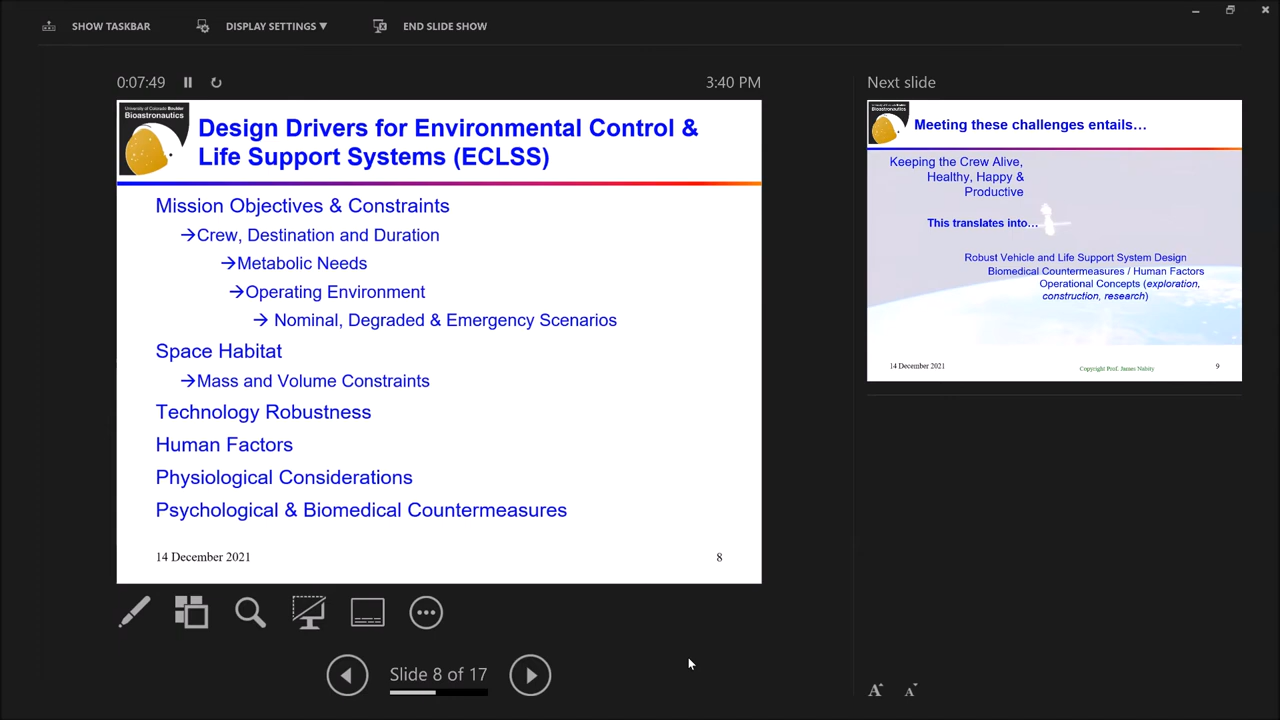 SHOW TASKBAR
DISPLAY SETTINGS ▼
END SLIDE SHOW
0:07:49
3:40 PM
University of Colorado Boulder
Bioastronautics
Design Drivers for Environmental Control &
Life Support Systems (ECLSS)
Mission Objectives & Constraints
→Crew, Destination and Duration
→Metabolic Needs
→Operating Environment
→ Nominal, Degraded & Emergency Scenarios
Space Habitat
→Mass and Volume Constraints
Technology Robustness
Human Factors
Physiological Considerations
Psychological & Biomedical Countermeasures
14 December 2021
8
Slide 8 of 17
Next slide
Bioastronautics
Meeting these challenges entails…
Keeping the Crew Alive,
Healthy, Happy &
Productive
This translates into…
Robust Vehicle and Life Support System Design
Biomedical Countermeasures / Human Factors
Operational Concepts (exploration,
construction, research)
14 December 2021
Copyright Prof. James Nabity
9
A
A